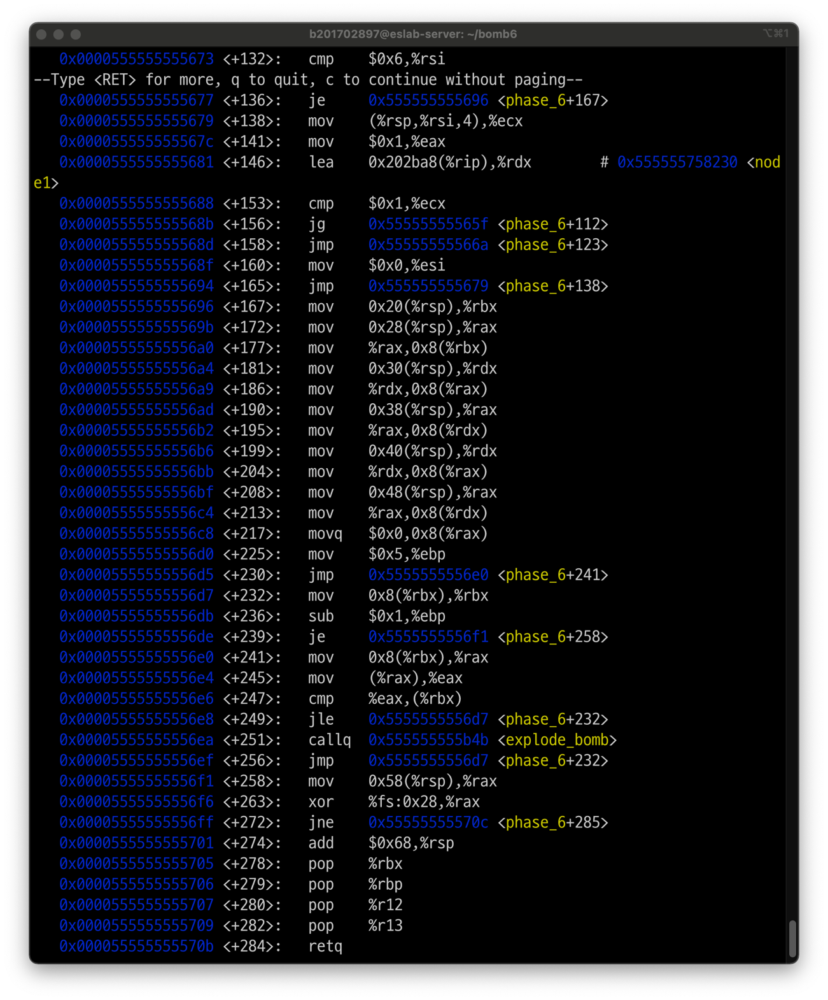 b201702897@eslab-server: ~/bomb6
⌥⌘1
0x0000555555555673 <+132>: cmp $0x6,%rsi
--Type <RET> for more, q to quit, c to continue without paging--
0x0000555555555677 <+136>: je 0x555555555696 <phase_6+167>
0x0000555555555679 <+138>: mov (%rsp,%rsi,4),%ecx
0x000055555555567c <+141>: mov $0x1,%eax
0x0000555555555681 <+146>: lea 0x202ba8(%rip),%rdx # 0x555555758230 <nod
e1>
0x0000555555555688 <+153>: cmp $0x1,%ecx
0x000055555555568b <+156>: jg 0x55555555565f <phase_6+112>
0x000055555555568d <+158>: jmp 0x55555555566a <phase_6+123>
0x000055555555568f <+160>: mov $0x0,%esi
0x0000555555555694 <+165>: jmp 0x555555555679 <phase_6+138>
0x0000555555555696 <+167>: mov 0x20(%rsp),%rbx
0x000055555555569b <+172>: mov 0x28(%rsp),%rax
0x00005555555556a0 <+177>: mov %rax,0x8(%rbx)
0x00005555555556a4 <+181>: mov 0x30(%rsp),%rdx
0x00005555555556a9 <+186>: mov %rdx,0x8(%rax)
0x00005555555556ad <+190>: mov 0x38(%rsp),%rax
0x00005555555556b2 <+195>: mov %rax,0x8(%rdx)
0x00005555555556b6 <+199>: mov 0x40(%rsp),%rdx
0x00005555555556bb <+204>: mov %rdx,0x8(%rax)
0x00005555555556bf <+208>: mov 0x48(%rsp),%rax
0x00005555555556c4 <+213>: mov %rax,0x8(%rdx)
0x00005555555556c8 <+217>: movq $0x0,0x8(%rax)
0x00005555555556d0 <+225>: mov $0x5,%ebp
0x00005555555556d5 <+230>: jmp 0x5555555556e0 <phase_6+241>
0x00005555555556d7 <+232>: mov 0x8(%rbx),%rbx
0x00005555555556db <+236>: sub $0x1,%ebp
0x00005555555556de <+239>: je 0x5555555556f1 <phase_6+258>
0x00005555555556e0 <+241>: mov 0x8(%rbx),%rax
0x00005555555556e4 <+245>: mov (%rax),%eax
0x00005555555556e6 <+247>: cmp %eax,(%rbx)
0x00005555555556e8 <+249>: jle 0x5555555556d7 <phase_6+232>
0x00005555555556ea <+251>: callq 0x555555555b4b <explode_bomb>
0x00005555555556ef <+256>: jmp 0x5555555556d7 <phase_6+232>
0x00005555555556f1 <+258>: mov 0x58(%rsp),%rax
0x00005555555556f6 <+263>: xor %fs:0x28,%rax
0x00005555555556ff <+272>: jne 0x55555555570c <phase_6+285>
0x0000555555555701 <+274>: add $0x68,%rsp
0x0000555555555705 <+278>: pop %rbx
0x0000555555555706 <+279>: pop %rbp
0x0000555555555707 <+280>: pop %r12
0x0000555555555709 <+282>: pop %r13
0x000055555555570b <+284>: retq